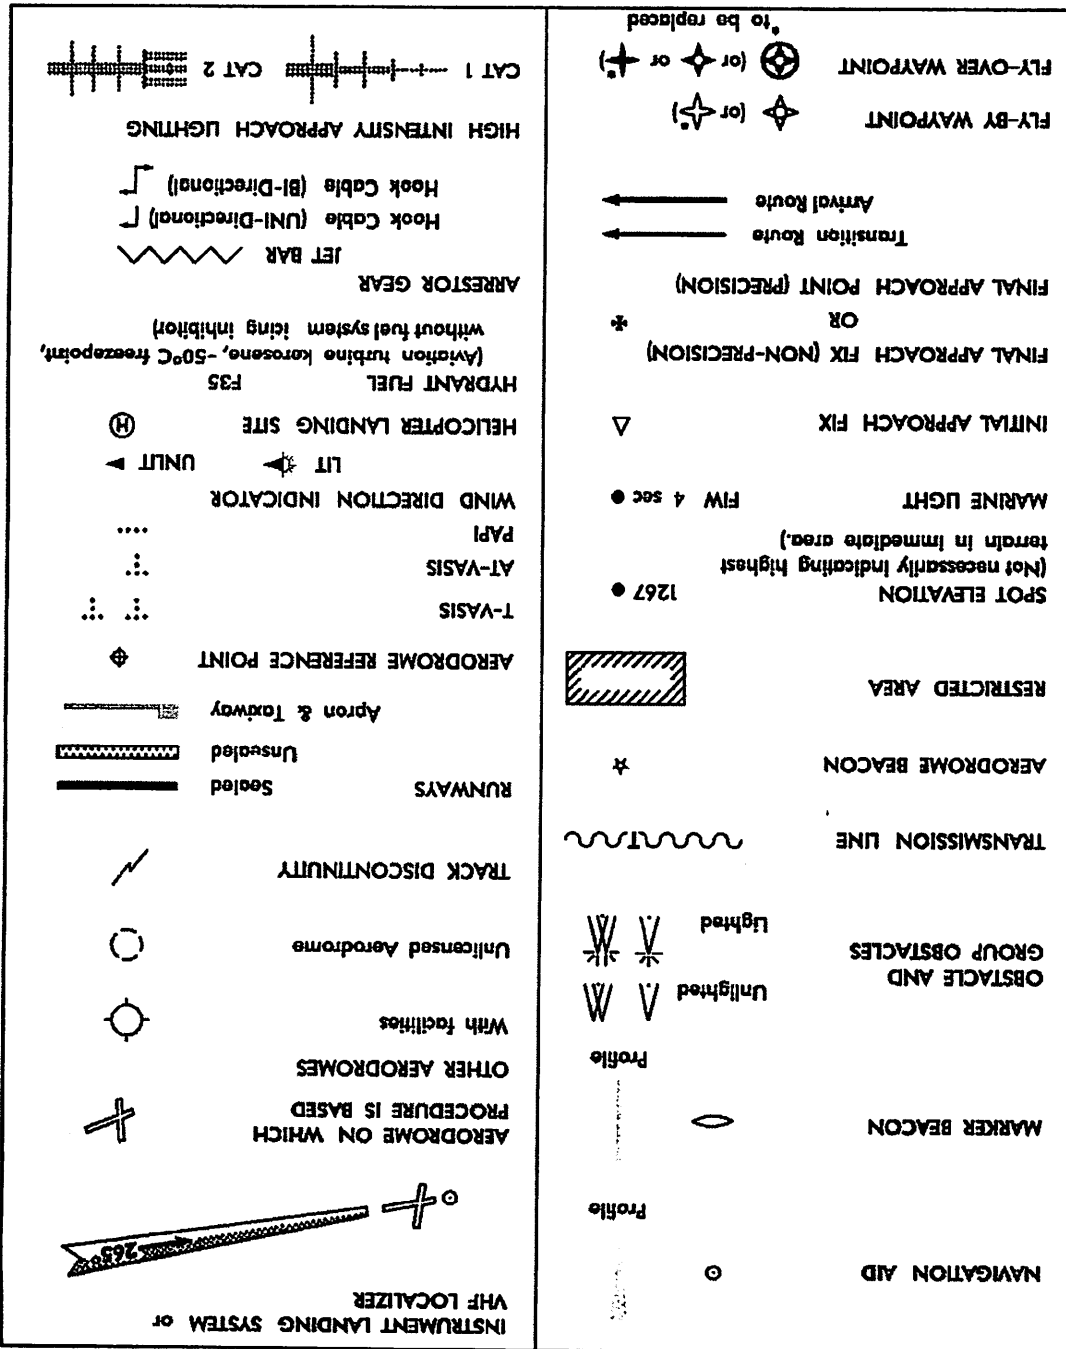 NAVIGATION AID
Profile
MARKER BEACON
Profile
OBSTACLE AND
GROUP OBSTACLES
Unlighted
Lighted
TRANSMISSION LINE
AERODROME BEACON
RESTRICTED AREA
SPOT ELEVATION 1267
(Not necessarily indicating highest
terrain in immediate area.)
MARINE LIGHT FlW 4 sec
INITIAL APPROACH FIX
FINAL APPROACH FIX (NON-PRECISION)
OR
FINAL APPROACH POINT (PRECISION)
Transition Route
Arrival Route
FLY-BY WAYPOINT (or *)
FLY-OVER WAYPOINT (or or *)
*to be replaced
INSTRUMENT LANDING SYSTEM or
VHF LOCALIZER
265°
AERODROME ON WHICH
PROCEDURE IS BASED
OTHER AERODROMES
With facilities
Unlicensed Aerodrome
TRACK DISCONTINUITY
RUNWAYS Sealed
Unsealed
Apron & Taxiway
AERODROME REFERENCE POINT
T-VASIS
AT-VASIS
PAPI
WIND DIRECTION INDICATOR
LIT UNLIT
HELICOPTER LANDING SITE H
HYDRANT FUEL F35
(Aviation turbine kerosene, -50°C freezepoint,
without fuel system icing inhibitor)
ARRESTOR GEAR
JET BAR
Hook Cable (UNI-Directional)
Hook Cable (BI-Directional)
HIGH INTENSITY APPROACH LIGHTING
CAT 1 CAT 2